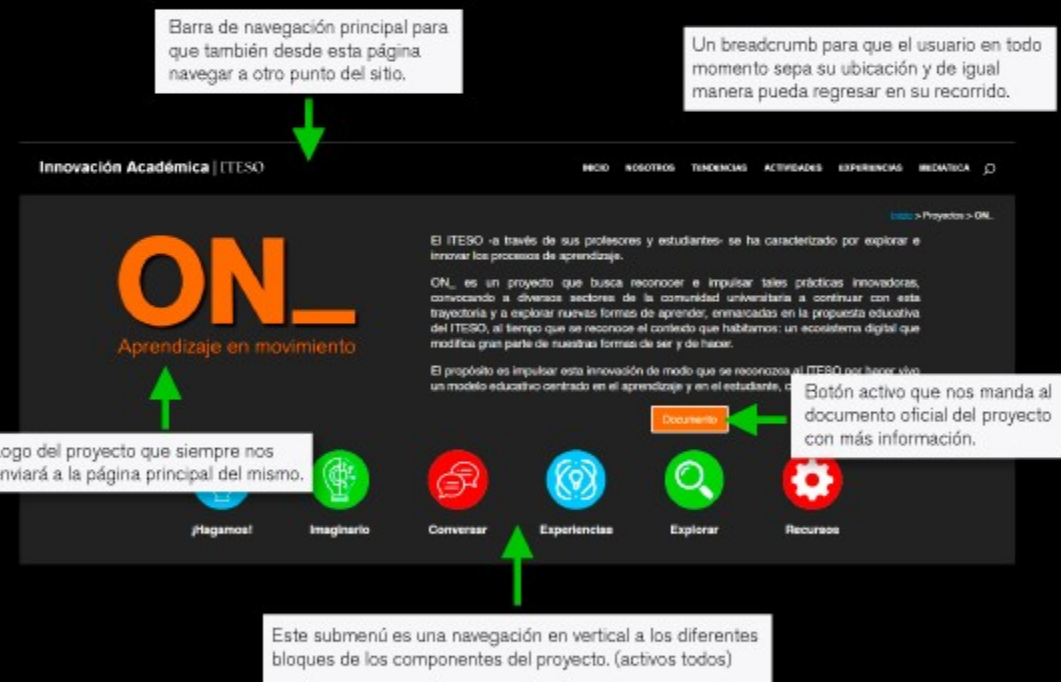 Barra de navegación principal para
que también desde esta página
navegar a otro punto del sitio.
Un breadcrumb para que el usuario en todo
momento sepa su ubicación y de igual
manera pueda regresar en su recorrido.
Innovación Académica | ITESO
INICIO NOSOTROS TENDENCIAS ACTIVIDADES EXPERIENCIAS MEDIATECA
Inicio > Proyectos > ON_
ON_
Aprendizaje en movimiento
El ITESO -a través de sus profesores y estudiantes- se ha caracterizado por explorar e
innovar los procesos de aprendizaje.
ON_ es un proyecto que busca reconocer e impulsar tales prácticas innovadoras,
convocando a diversos sectores de la comunidad universitaria a continuar con esta
trayectoria y a explorar nuevas formas de aprender, enmarcadas en la propuesta educativa
del ITESO, al tiempo que se reconoce el contexto que habitamos: un ecosistema digital que
modifica gran parte de nuestras formas de ser y de hacer.
El propósito es impulsar esta innovación de modo que se reconozca al ITESO por hacer vivo
un modelo educativo centrado en el aprendizaje y en el estudiante,
Documento
Botón activo que nos manda al
documento oficial del proyecto
con más información.
ogo del proyecto que siempre nos
nviará a la página principal del mismo.
¡Hagamos!
Imaginario
Conversar
Experiencias
Explorar
Recursos
Este submenú es una navegación en vertical a los diferentes
bloques de los componentes del proyecto. (activos todos)